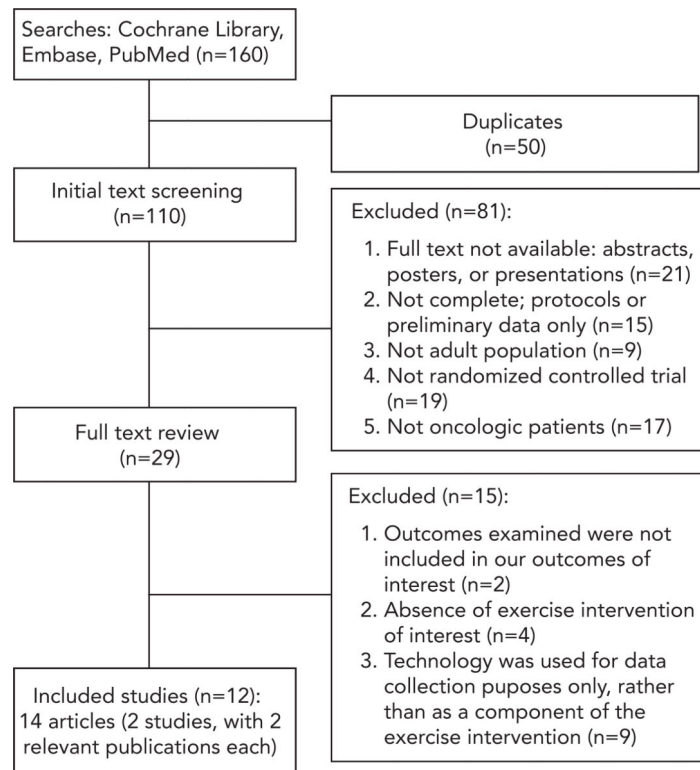 Searches: Cochrane Library,
Embase, PubMed (n=160)
Duplicates
(n=50)
Initial text screening
(n=110)
Excluded (n=81):
1. Full text not available: abstracts,
posters, or presentations (n=21)
2. Not complete; protocols or
preliminary data only (n=15)
3. Not adult population (n=9)
4. Not randomized controlled trial
(n=19)
5. Not oncologic patients (n=17)
Full text review
(n=29)
Excluded (n=15):
1. Outcomes examined were not
included in our outcomes of
interest (n=2)
2. Absence of exercise intervention
of interest (n=4)
3. Technology was used for data
collection puposes only, rather
than as a component of the
exercise intervention (n=9)
Included studies (n=12):
14 articles (2 studies, with 2
relevant publications each)